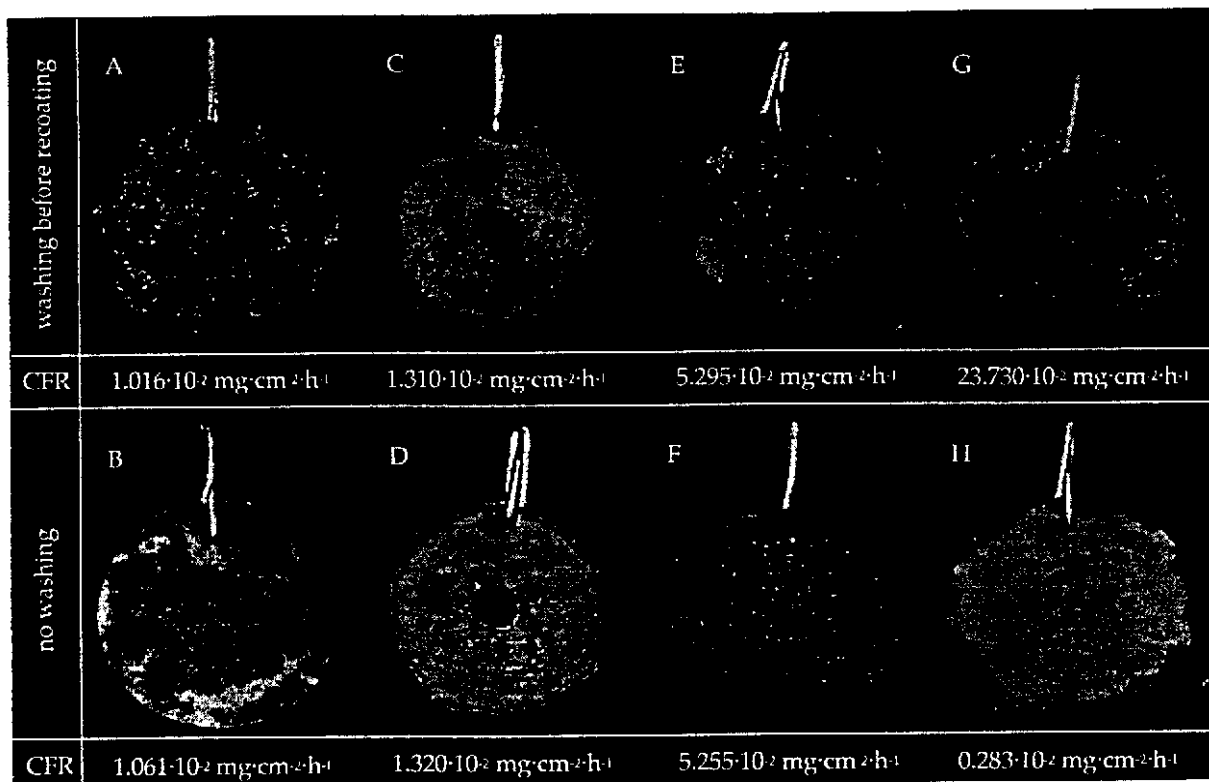 washing before recoating
A C E G
CFR 1.016·10-2 mg·cm-2·h-1 1.310·10-2 mg·cm-2·h-1 5.295·10-2 mg·cm-2·h-1 23.730·10-2 mg·cm-2·h-1
no washing
B D F H
CFR 1.061·10-2 mg·cm-2·h-1 1.320·10-2 mg·cm-2·h-1 5.255·10-2 mg·cm-2·h-1 0.283·10-2 mg·cm-2·h-1